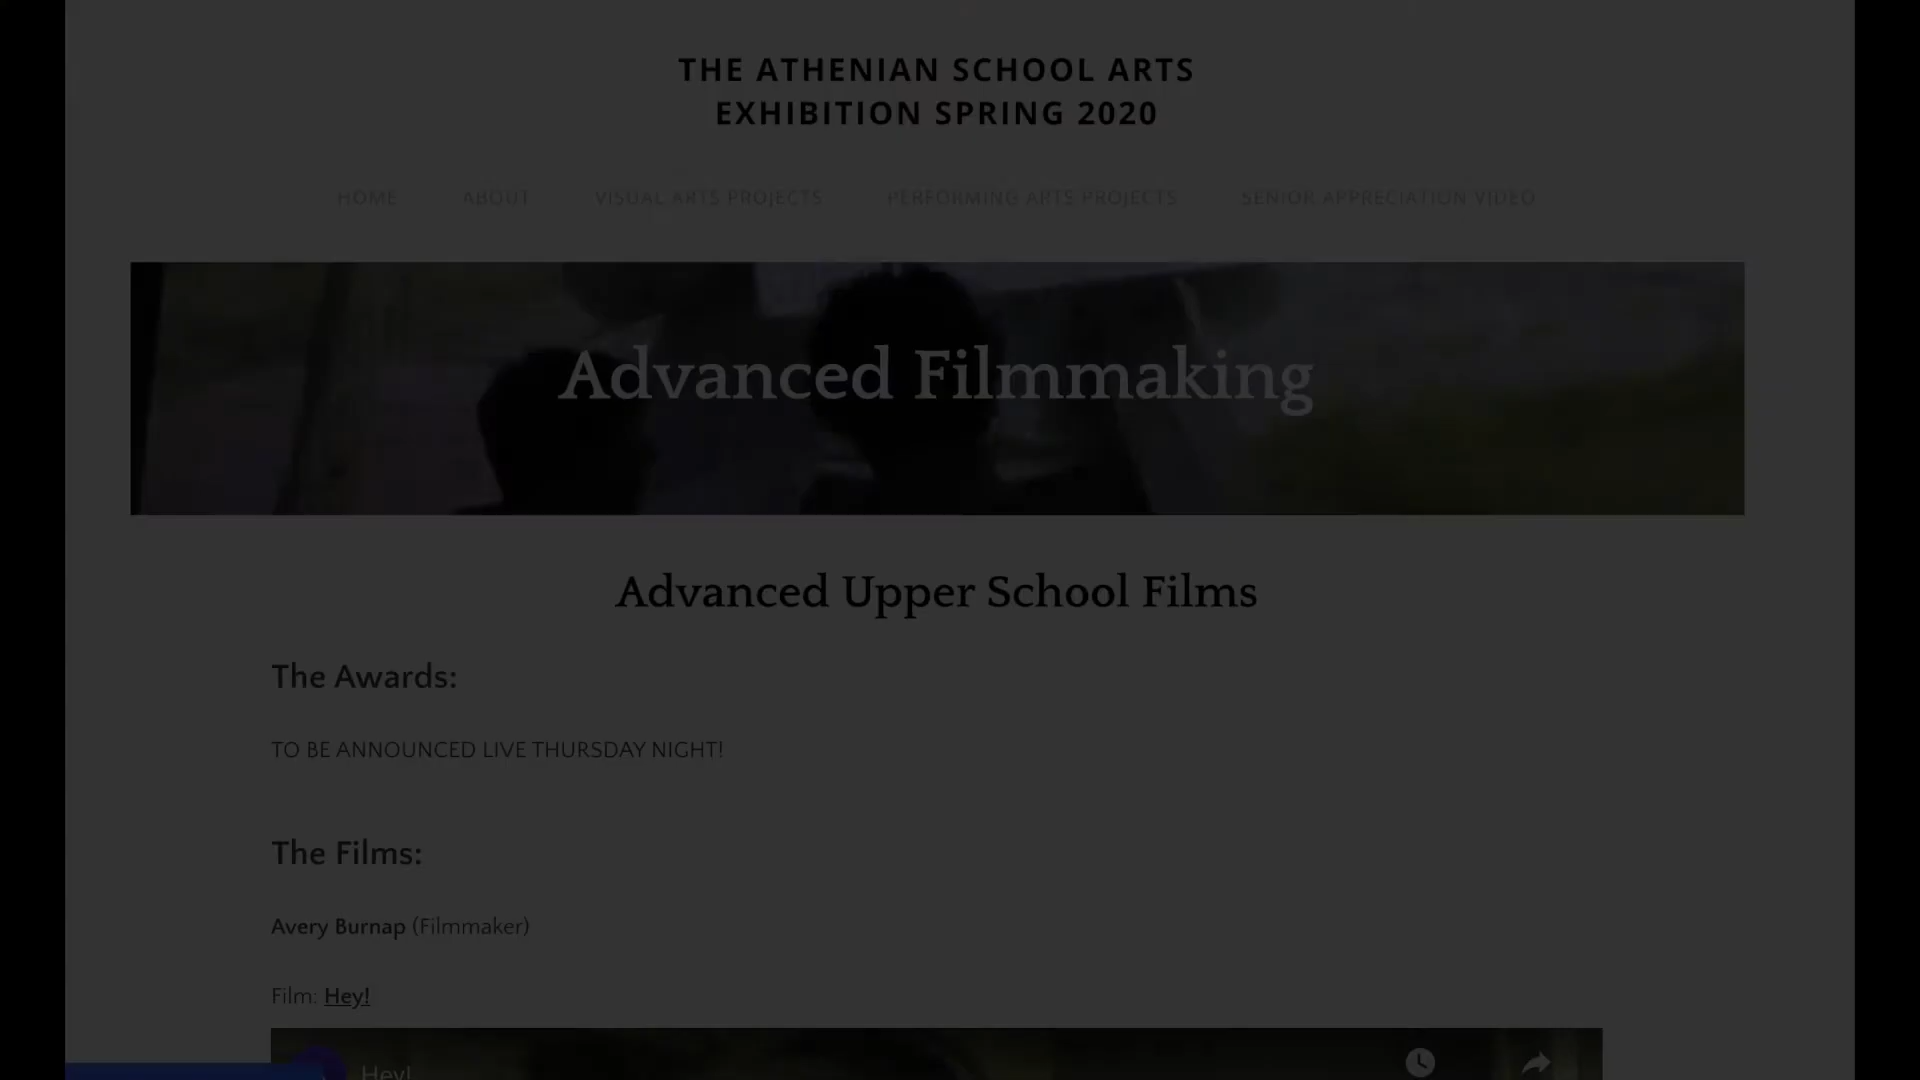 THE ATHENIAN SCHOOL ARTS
EXHIBITION SPRING 2020
HOME ABOUT VISUAL ARTS PROJECTS PERFORMING ARTS PROJECTS SENIOR APPRECIATION VIDEO
Advanced Filmmaking
Advanced Upper School Films
The Awards:
TO BE ANNOUNCED LIVE THURSDAY NIGHT!
The Films:
Avery Burnap (Filmmaker)
Film: Hey!
Hey!